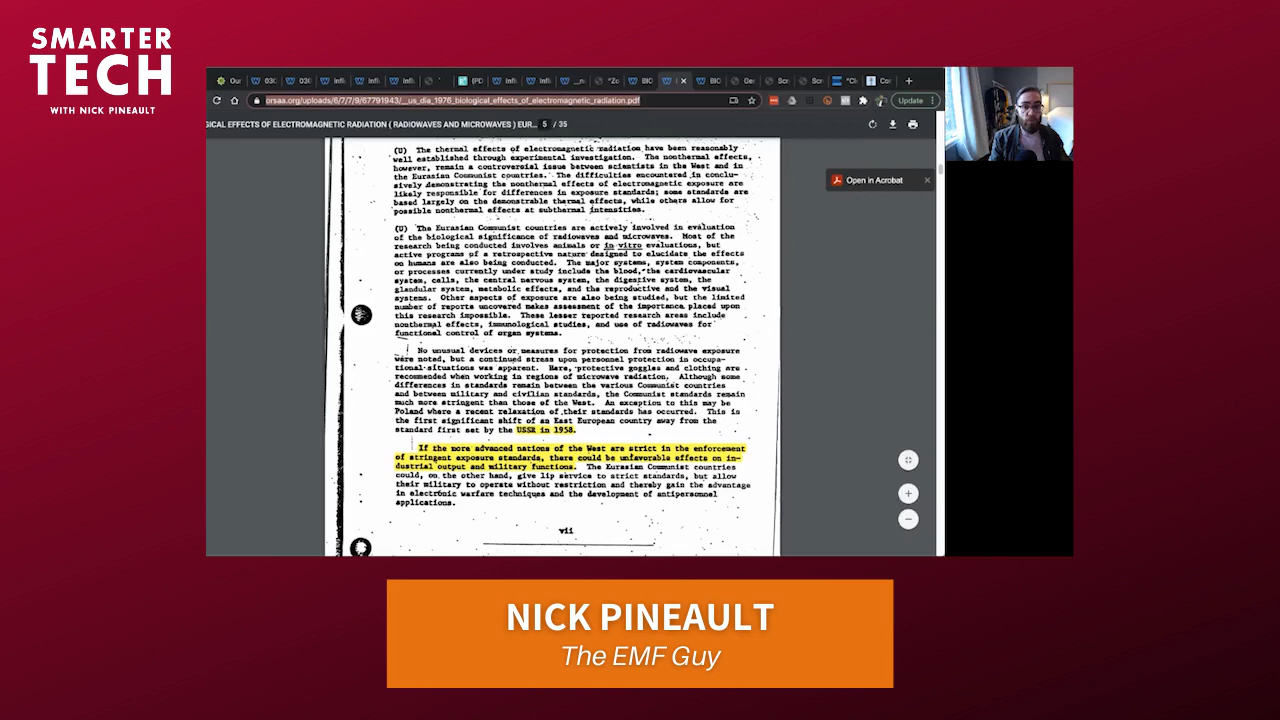 SMARTER
TECH
WITH NICK PINEAULT
Our
030
030
Infl
Infl
Infl
(PD
Infl
Infl
_n
"Zo
BIO
BIO
Ger
Scr
Scr
"Cl
Co
orsaa.org/uploads/6/7/7/9/67791943/__us_dia_1976_biological_effects_of_electromagnetic_radiation.pdf
Update
GICAL EFFECTS OF ELECTROMAGNETIC RADIATION ( RADIOWAVES AND MICROWAVES ) EUR... 5 / 35
Open in Acrobat
(U) The thermal effects of electromagnetic radiation have been reasonably
well established through experimental investigation. The nonthermal effects,
however, remain a controversial issue between scientists in the West and in
the Eurasian Communist countries. The difficulties encountered in conclu-
sively demonstrating the nonthermal effects of electromagnetic exposure are
likely responsible for differences in exposure standards; some standards are
based largely on the demonstrable thermal effects, while others allow for
possible nonthermal effects at subthermal intensities.
(U) The Eurasian Communist countries are actively involved in evaluation
of the biological significance of radiowaves and microwaves. Most of the
research being conducted involves animals or in vitro evaluations, but
active programs of a retrospective nature designed to elucidate the effects
on humans are also being conducted. The major systems, system components,
or processes currently under study include the blood, the cardiovascular
system, cells, the central nervous system, the digestive system, the
glandular system, metabolic effects, and the reproductive and the visual
systems. Other aspects of exposure are also being studied, but the limited
number of reports uncovered makes assessment of the importance placed upon
this research impossible. These lesser reported research areas include
nonthermal effects, immunological studies, and use of radiowaves for
functional control of organ systems.
No unusual devices or measures for protection from radiowave exposure
were noted, but a continued stress upon personnel protection in occupa-
tional situations was apparent. Here, protective goggles and clothing are
recommended when working in regions of microwave radiation. Although some
differences in standards remain between the various Communist countries
and between military and civilian standards, the Communist standards remain
much more stringent than those of the West. An exception to this may be
Poland where a recent relaxation of their standards has occurred. This is
the first significant shift of an East European country away from the
standard first set by the USSR in 1958.
If the more advanced nations of the West are strict in the enforcement
of stringent exposure standards, there could be unfavorable effects on in-
dustrial output and military functions. The Eurasian Communist countries
could, on the other hand, give lip service to strict standards, but allow
their military to operate without restriction and thereby gain the advantage
in electronic warfare techniques and the development of antipersonnel
applications.
vii
NICK PINEAULT
The EMF Guy